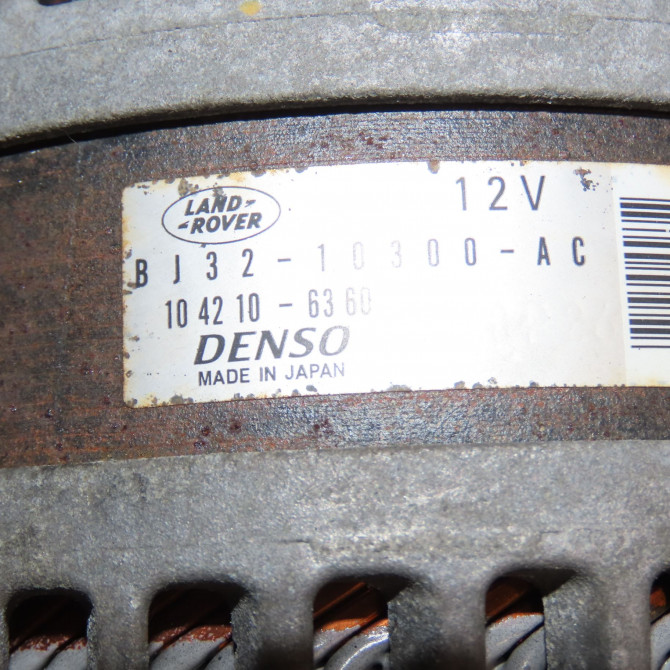 LAND-
-ROVER
12V
BJ32-10300-AC
104210-6360
DENSO
MADE IN JAPAN